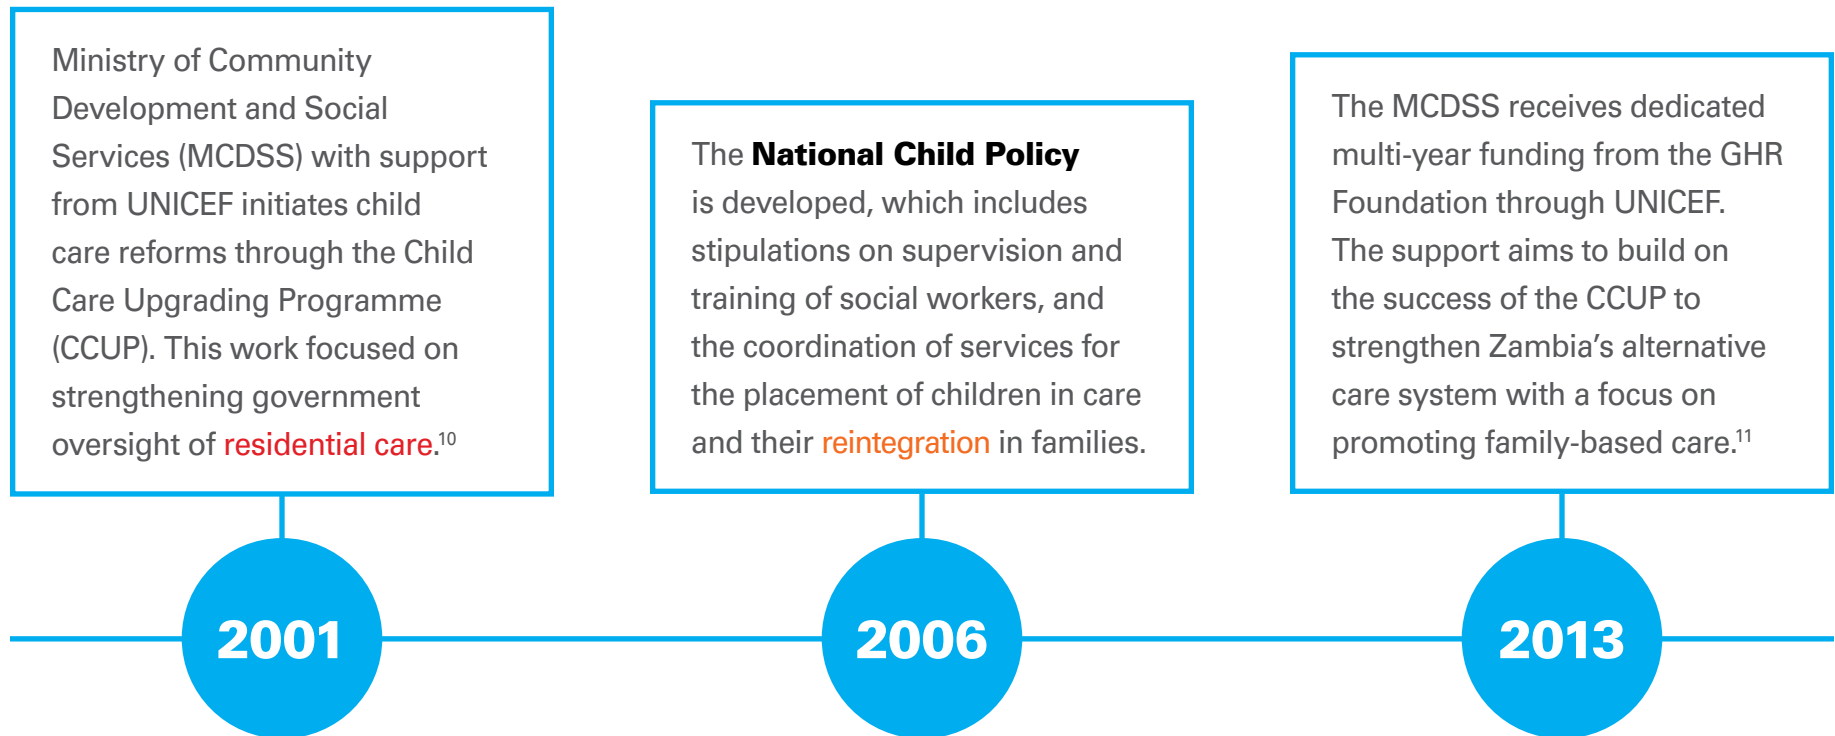 Ministry of Community
Development and Social
Services (MCDSS) with support
from UNICEF initiates child
care reforms through the Child
Care Upgrading Programme
(CCUP). This work focused on
strengthening government
oversight of residential care.10
The National Child Policy
is developed, which includes
stipulations on supervision and
training of social workers, and
the coordination of services for
the placement of children in care
and their reintegration in families.
The MCDSS receives dedicated
multi-year funding from the GHR
Foundation through UNICEF.
The support aims to build on
the success of the CCUP to
strengthen Zambia’s alternative
care system with a focus on
promoting family-based care.11
2001
2006
2013